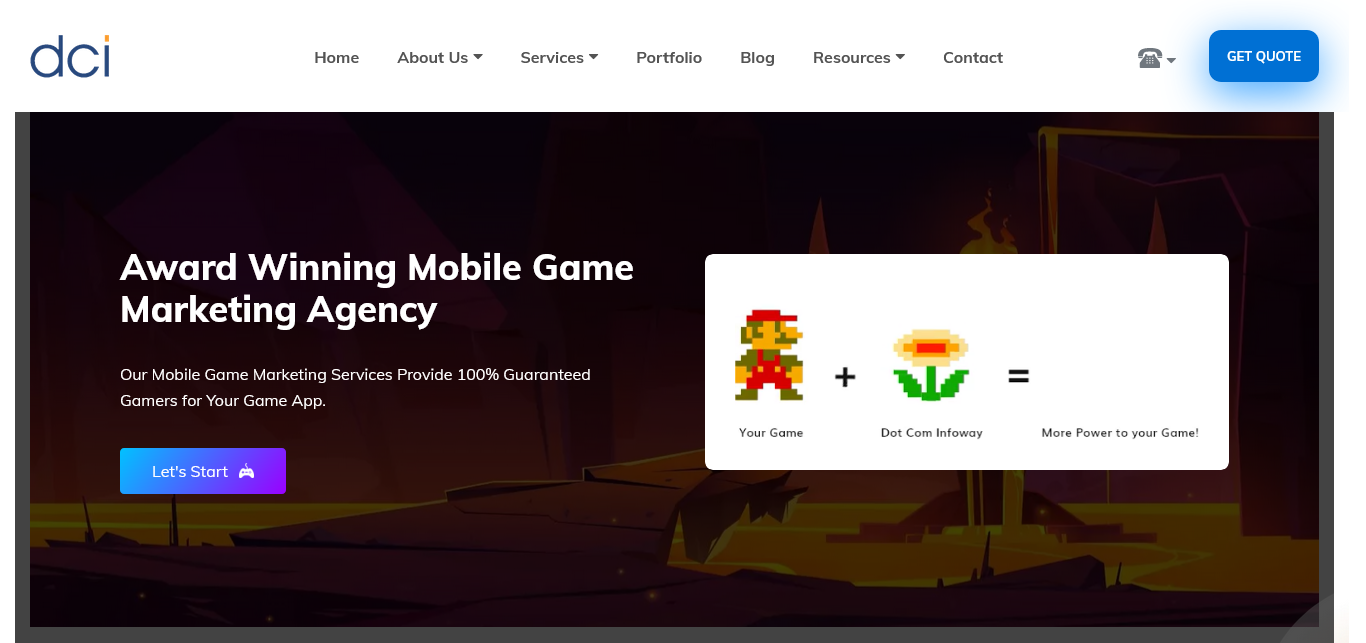 dci
Home About Us Services Portfolio Blog Resources Contact GET QUOTE
Award Winning Mobile Game
Marketing Agency
Our Mobile Game Marketing Services Provide 100% Guaranteed
Gamers for Your Game App.
Let's Start
+ =
Your Game Dot Com Infoway More Power to your Game!